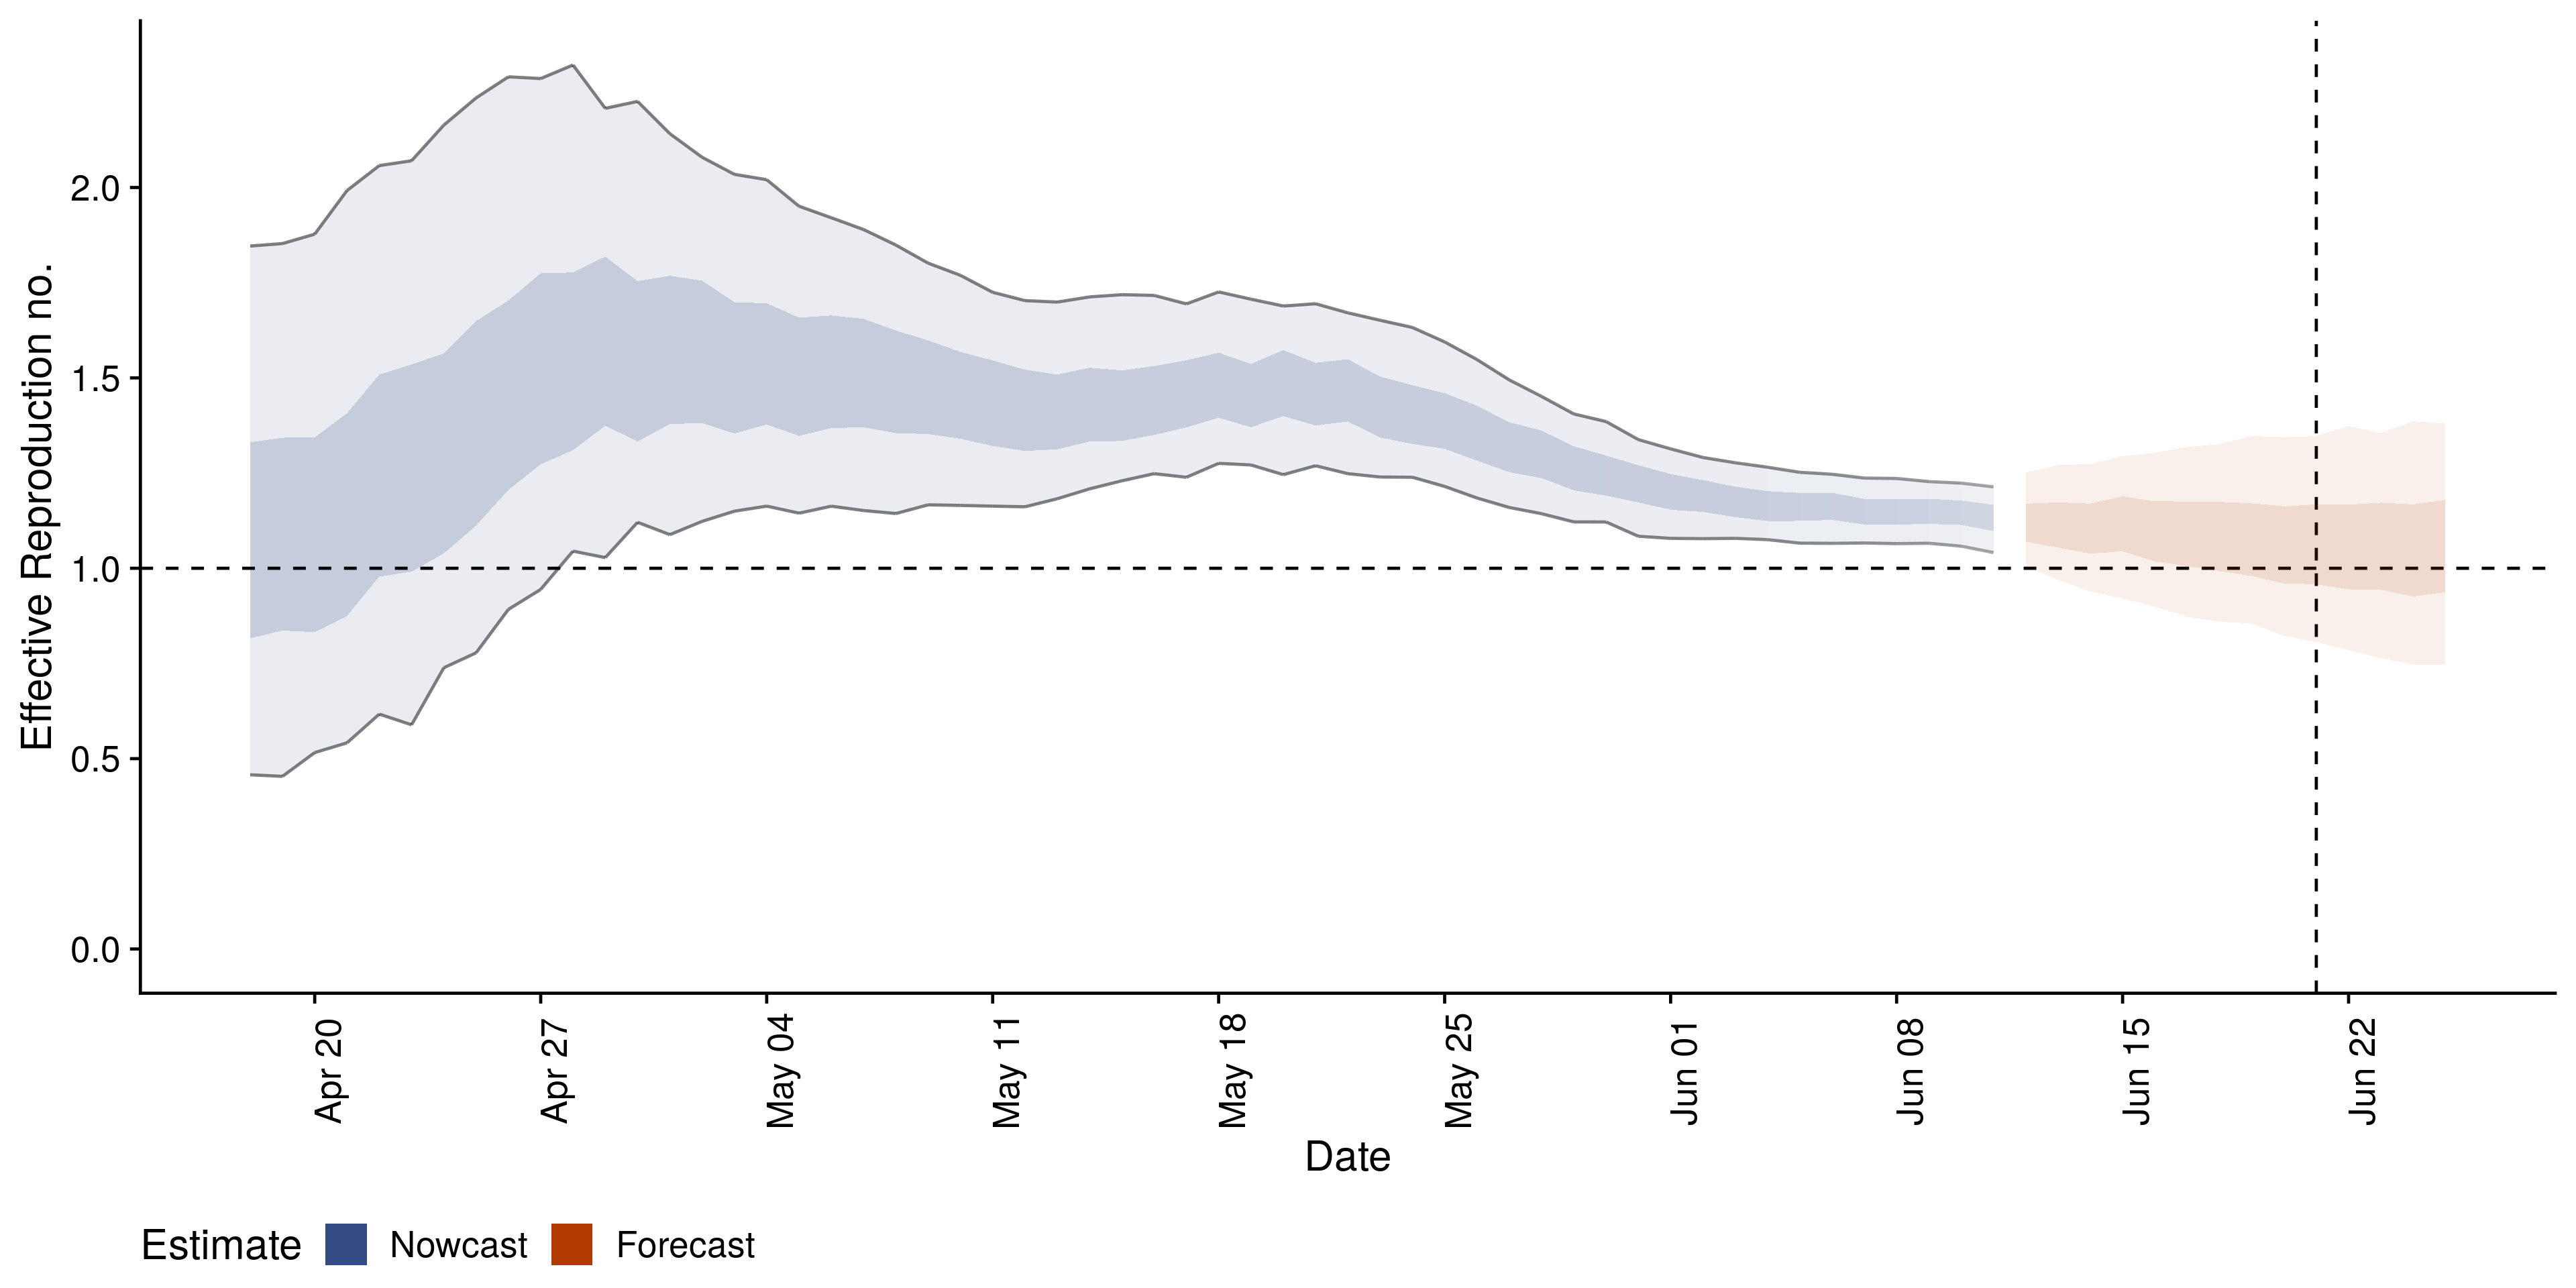 Effective Reproduction no.
2.0
1.5
1.0
0.5
0.0
Apr 20
Apr 27
May 04
May 11
May 18
May 25
Jun 01
Jun 08
Jun 15
Jun 22
Date
Estimate Nowcast Forecast